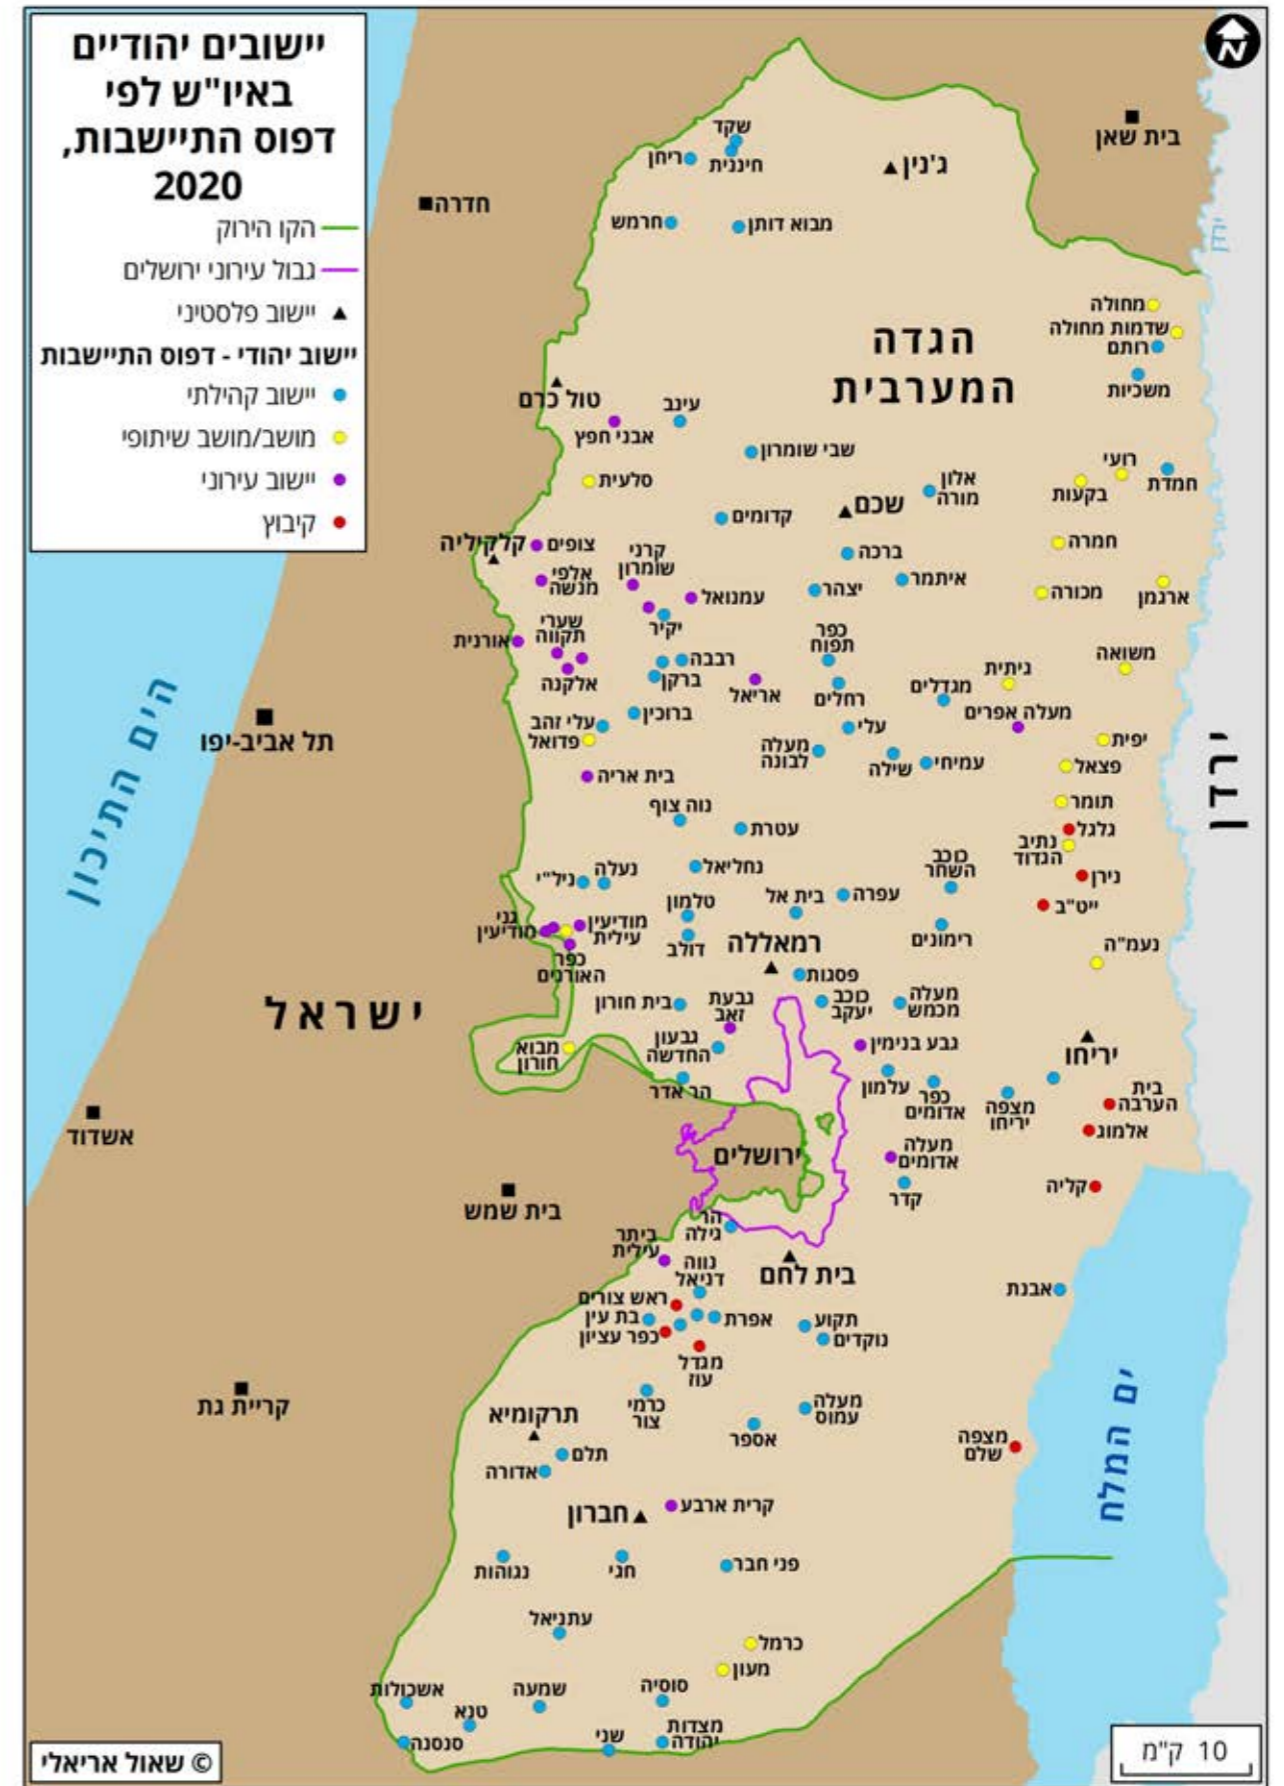 יישובים יהודיים
באיו"ש לפי
דפוס התיישבות,
2020
הקו הירוק
גבול עירוני ירושלים
יישוב פלסטיני
יישוב יהודי - דפוס התיישבות
יישוב קהילתי
מושב/מושב שיתופי
יישוב עירוני
קיבוץ
N
בית שאן
שקד
ריחן
חיננית
ג'נין
חדרה
חרמש
מבוא דותן
ירדן
מחולה
שדמות מחולה
רותם
משכיות
הגדה
המערבית
טול כרם
אבני חפץ
עינב
שבי שומרון
סלעית
רועי
בקעות
חמדת
אלון
מורה
שכם
קדומים
קלקיליה
צופים
ברכה
חמרה
אלפי
מנשה
קרני
שומרון
עמנואל
יצהר
איתמר
מכורה
ארגמן
יקיר
שערי
תקווה
אורנית
אלקנה
רבבה
ברקן
אריאל
כפר
תפוח
רחלים
מגדלים
גיתית
משואה
מעלה אפרים
ברוכין
עלי זהב
פדואל
עלי
מעלה
לבונה
שילה
עמיחי
יפית
פצאל
תל אביב-יפו
בית אריה
תומר
נוה צוף
עטרת
גלגל
נתיב
הגדוד
הים התיכון
ירדן
נעלה
ניל"י
נחליאל
כוכב
השחר
נירן
ייט"ב
טלמון
בית אל
עפרה
גני
מודיעין
מודיעין
עילית
דולב
רמאללה
רימונים
נעמ"ה
כפר
האורנים
פסגות
ישראל
בית חורון
גבעת
זאב
כוכב
יעקב
מעלה
מכמש
מבוא
חורון
גבעון
החדשה
גבע בנימין
יריחו
הר אדר
עלמון
כפר
אדומים
מצפה
יריחו
בית
הערבה
אלמוג
אשדוד
ירושלים
מעלה
אדומים
קדר
קליה
בית שמש
הר
גילה
ביתר
עילית
נווה
דניאל
בית לחם
אבנת
ראש צורים
בת עין
כפר עציון
אפרת
תקוע
נוקדים
מגדל
עוז
קריית גת
כרמי
צור
מעלה
עמוס
אספר
תרקומיא
תלם
אדורה
מצפה
שלם
ים המלח
קרית ארבע
חברון
נגוהות
חגי
פני חבר
עתניאל
כרמל
מעון
אשכולות
שמעה
סוסיה
טנא
סנסנה
שני
מצדות
יהודה
© שאול אריאלי
10 ק"מ